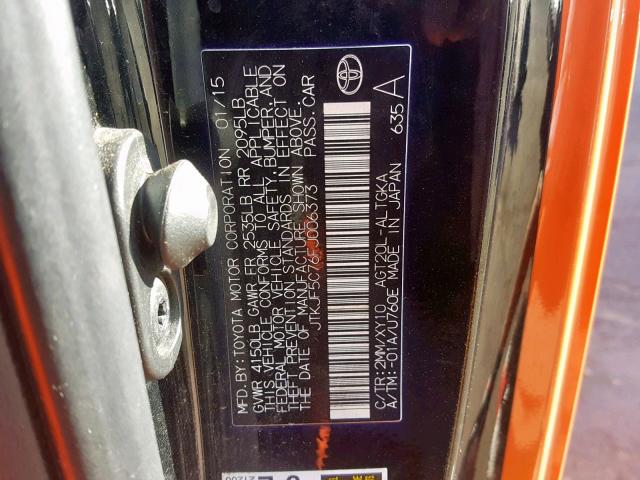 MFD. BY: TOYOTA MOTOR CORPORATION 01/15
GVWR 4150LB GAWR FR 2535LB RR 2095LB
THIS VEHICLE CONFORMS TO ALL APPLICABLE
FEDERAL MOTOR VEHICLE SAFETY, BUMPER, AND
THEFT PREVENTION STANDARDS IN EFFECT ON
THE DATE OF MANUFACTURE SHOWN ABOVE.
JTKJF5C76FJ006373 PASS. CAR
C/TR:2MM/XY110 AGT20L-ALTGKA
A/TM:-01A/U760E MADE IN JAPAN 635 A